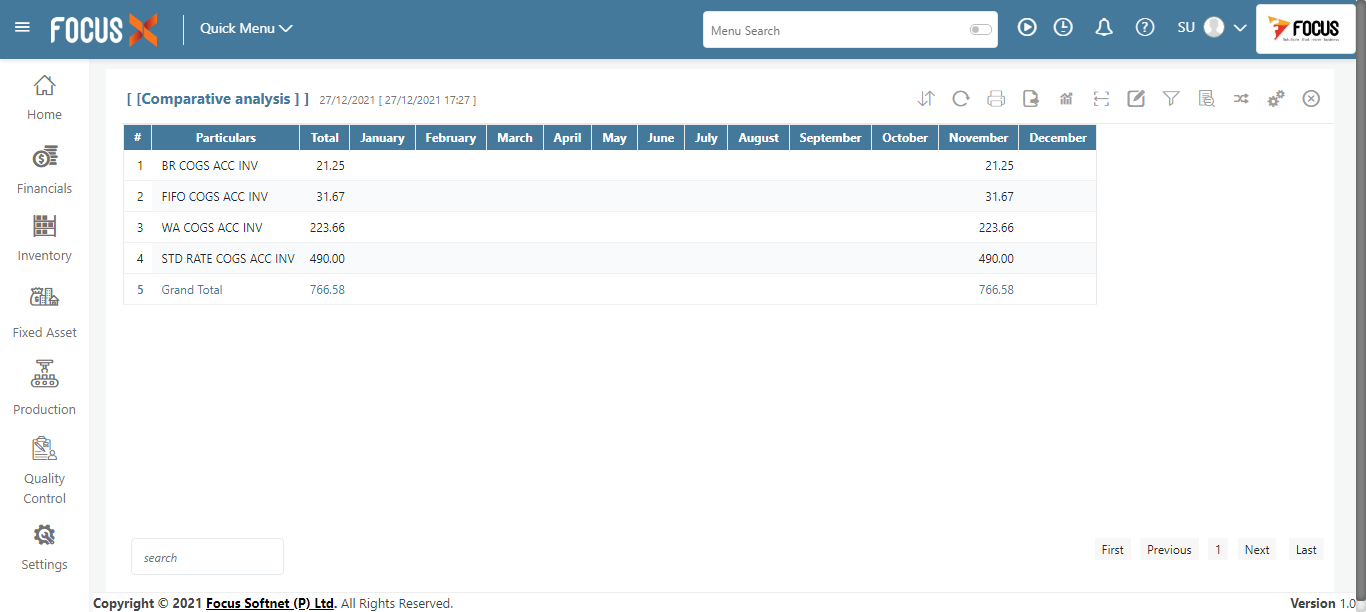 FOCUS X Quick Menu Menu Search SU FOCUS
Home
Financials
Inventory
Fixed Asset
Production
Quality
Control
Settings
[ [Comparative analysis ] ] 27/12/2021 [ 27/12/2021 17:27 ]
# Particulars Total January February March April May June July August September October November December
1 BR COGS ACC INV 21.25 21.25
2 FIFO COGS ACC INV 31.67 31.67
3 WA COGS ACC INV 223.66 223.66
4 STD RATE COGS ACC INV 490.00 490.00
5 Grand Total 766.58 766.58
search First Previous 1 Next Last
Copyright © 2021 Focus Softnet (P) Ltd. All Rights Reserved. Version 1.0